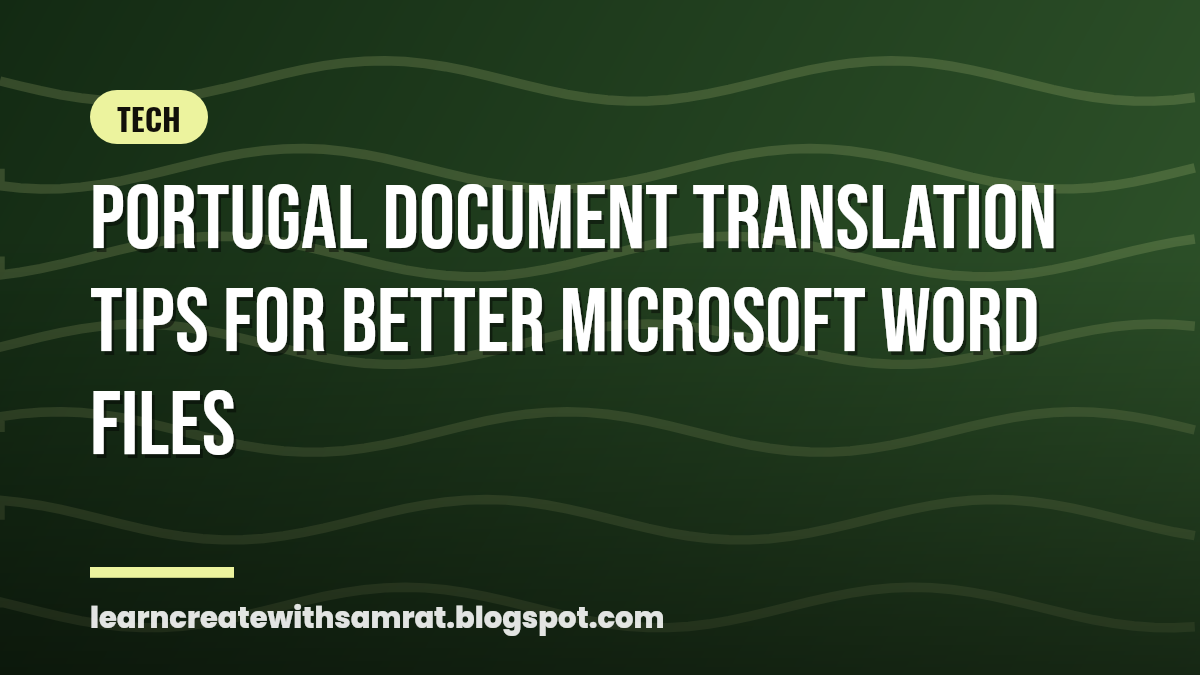 TECH
PORTUGAL DOCUMENT TRANSLATION
TIPS FOR BETTER MICROSOFT WORD
FILES
learncreatewithsamrat.blogspot.com